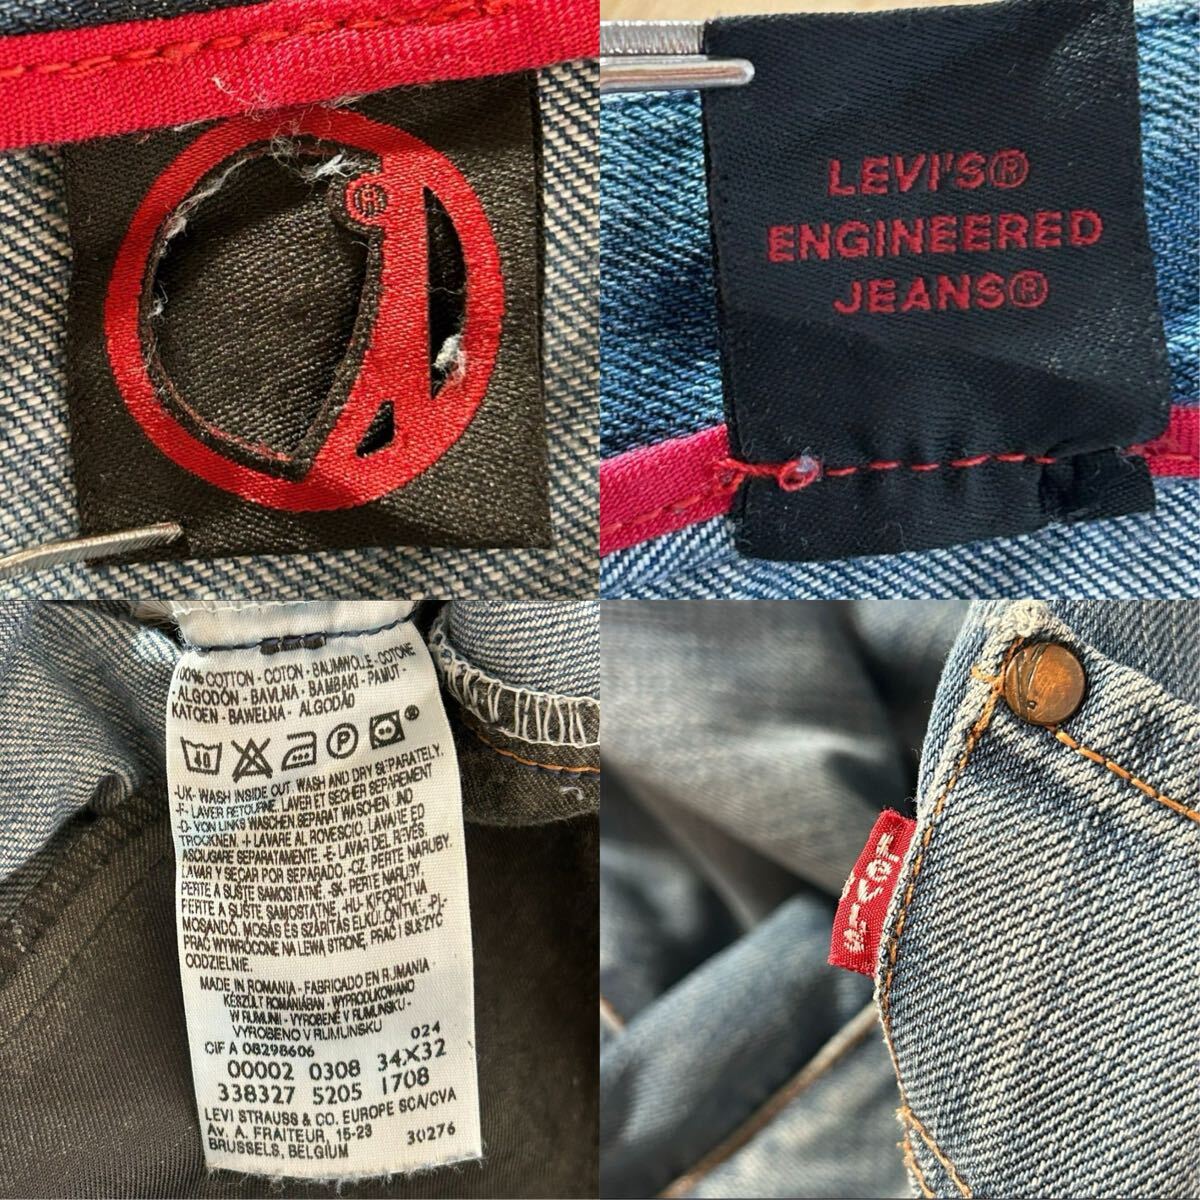 LEVI'S®
ENGINEERED
JEANS®
100% COTTON - COTON - BAUMWOLLE - COTONE
- ALGODÓN - BAVLNA - BAMBAKI - PAMUT -
KATOEN - BAWEŁNA - ALGODÃO
40 P ®
-UK- WASH INSIDE OUT. WASH AND DRY SEPARATELY.
-F- LAVER RETOURNE. LAVER ET SECHER SEPAREMENT
-D- VON LINKS WASCHEN. SEPARAT WASCHEN UND
TROCKNEN. -I- LAVARE AL ROVESCIO. LAVARE ED
ASCIUGARE SEPARATAMENTE. -E- LAVAR DEL REVÉS.
LAVAR Y SECAR POR SEPARADO. -CZ- PERTE NARUBY.
PERTE A SUŠTE SAMOSTATNĚ. -SK- PERTE NARUBY.
PERTE A SUŠTE SAMOSTATNE. -HU- KIFORDÍTVA
MOSANDÓ. MOSÁS ÉS SZÁRÍTÁS ELKÜLÖNÍTVE. -PL-
PRAĆ WYWRÓCONE NA LEWĄ STRONĘ, PRAĆ I SUSZYĆ
ODDZIELNIE.
MADE IN ROMANIA - FABRICADO EN RUMANIA -
KÉSZÜLT ROMÁNIÁBAN - WYPRODUKOWANO
W RUMUNII - VYROBENÉ V RUMUNSKU -
VYROBENO V RUMUNSKU
024
CIF A 08298606
00002 0308 34X32
338327 5205 1708
LEVI STRAUSS & CO. EUROPE SCA/CVA
Av. A. FRAITEUR, 15-23 30276
BRUSSELS, BELGIUM
LEVI'S